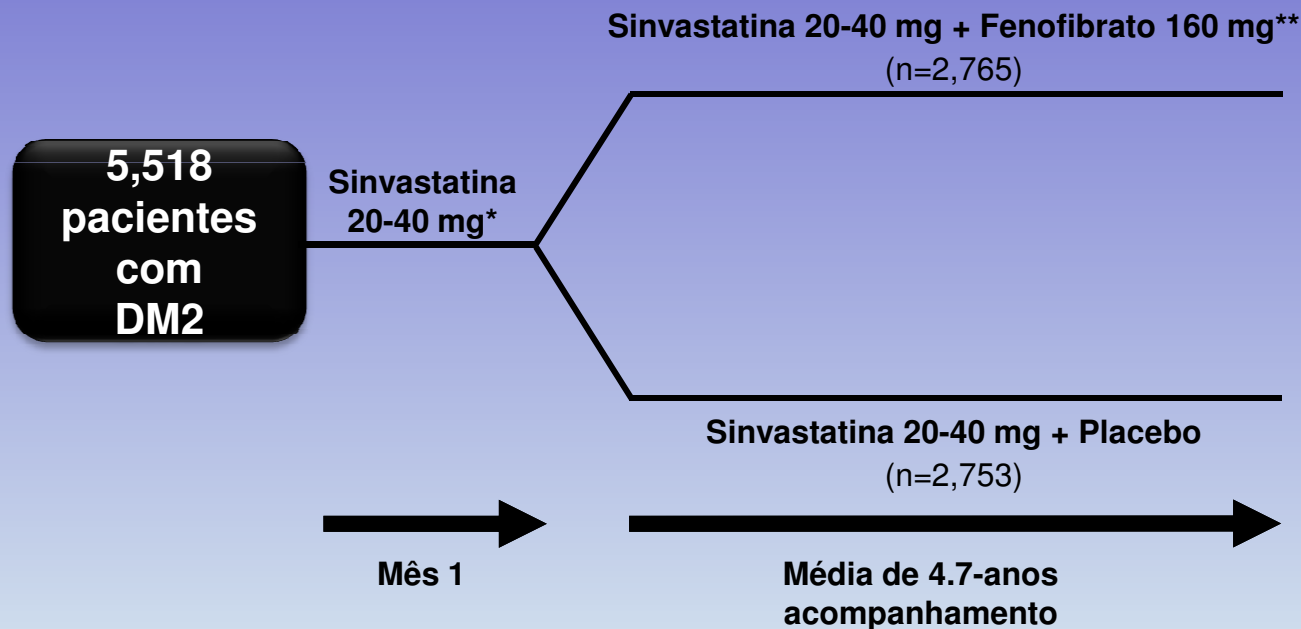 Sinvastatina 20-40 mg + Fenofibrato 160 mg**
(n=2,765)
5,518
pacientes
com
DM2
Sinvastatina
20-40 mg*
Sinvastatina 20-40 mg + Placebo
(n=2,753)
Mês 1
Média de 4.7-anos
acompanhamento